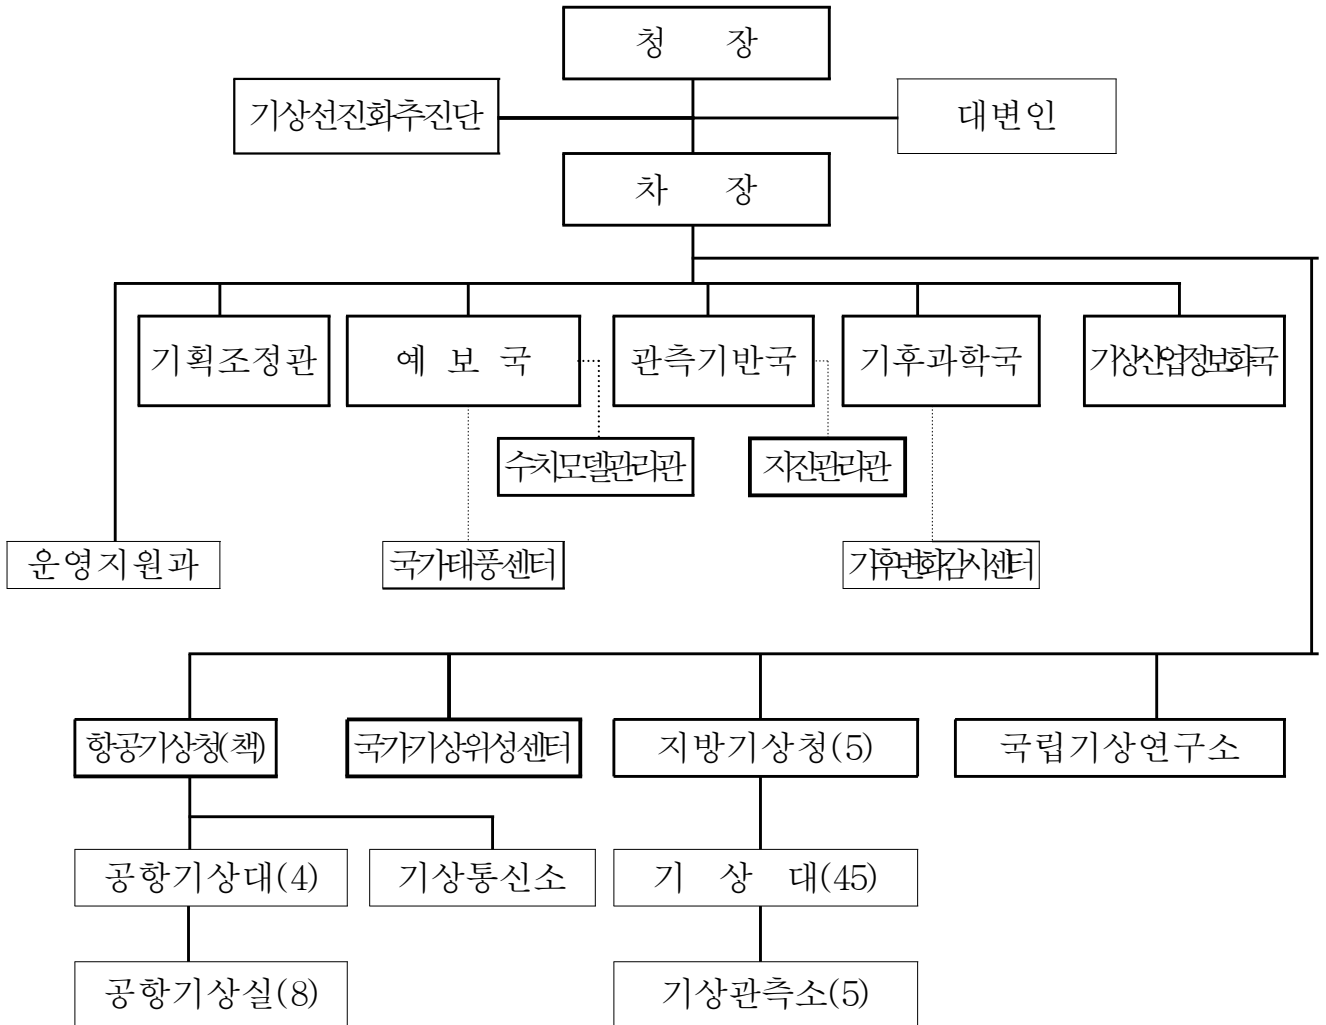 청 장
기상선진화추진단
대변인
차 장
기획조정관
예 보 국
관측기반국
기후과학국
기상산업정보화국
수치모델관리관
지진관리관
운영지원과
국가태풍센터
기후변화감시센터
항공기상청(책)
국가기상위성센터
지방기상청(5)
국립기상연구소
공항기상대(4)
기상통신소
기 상 대(45)
공항기상실(8)
기상관측소(5)